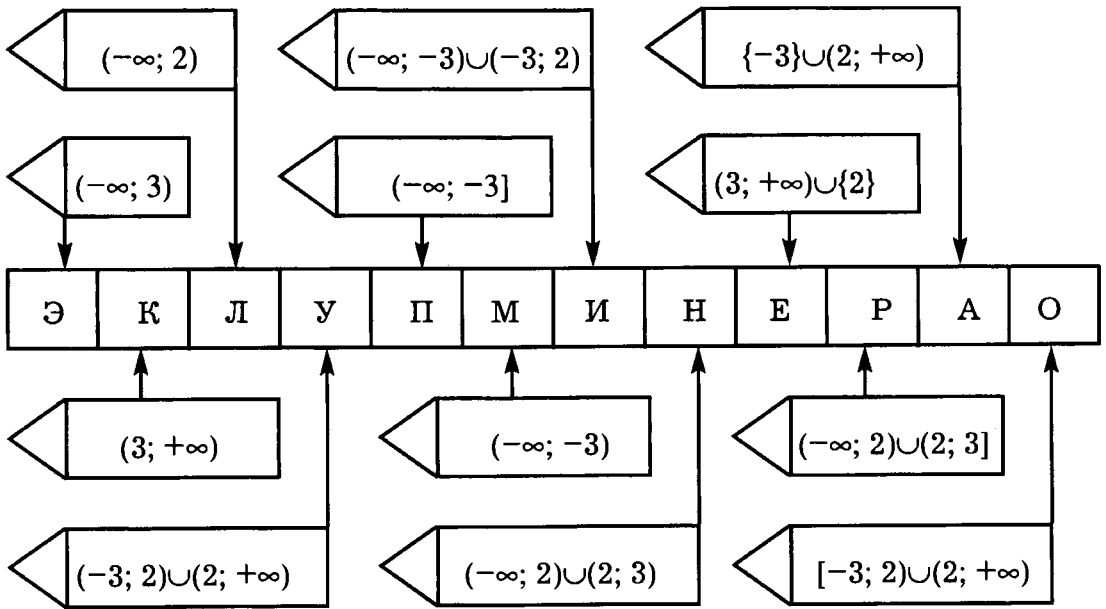 (−∞; 2)
(−∞; −3)∪(−3; 2)
{−3}∪(2; +∞)
(−∞; 3)
(−∞; −3]
(3; +∞)∪{2}
Э К Л У П М И Н Е Р А О
(3; +∞)
(−∞; −3)
(−∞; 2)∪(2; 3]
(−3; 2)∪(2; +∞)
(−∞; 2)∪(2; 3)
[−3; 2)∪(2; +∞)